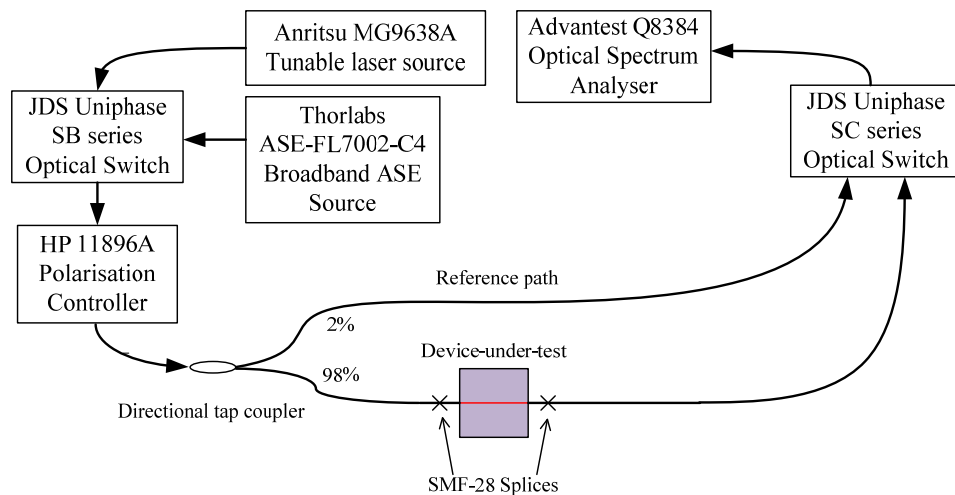 Anritsu MG9638A
Tunable laser source
Advantest Q8384
Optical Spectrum
Analyser
JDS Uniphase
SB series
Optical Switch
Thorlabs
ASE-FL7002-C4
Broadband ASE
Source
JDS Uniphase
SC series
Optical Switch
HP 11896A
Polarisation
Controller
Reference path
2%
Device-under-test
98%
Directional tap coupler
SMF-28 Splices